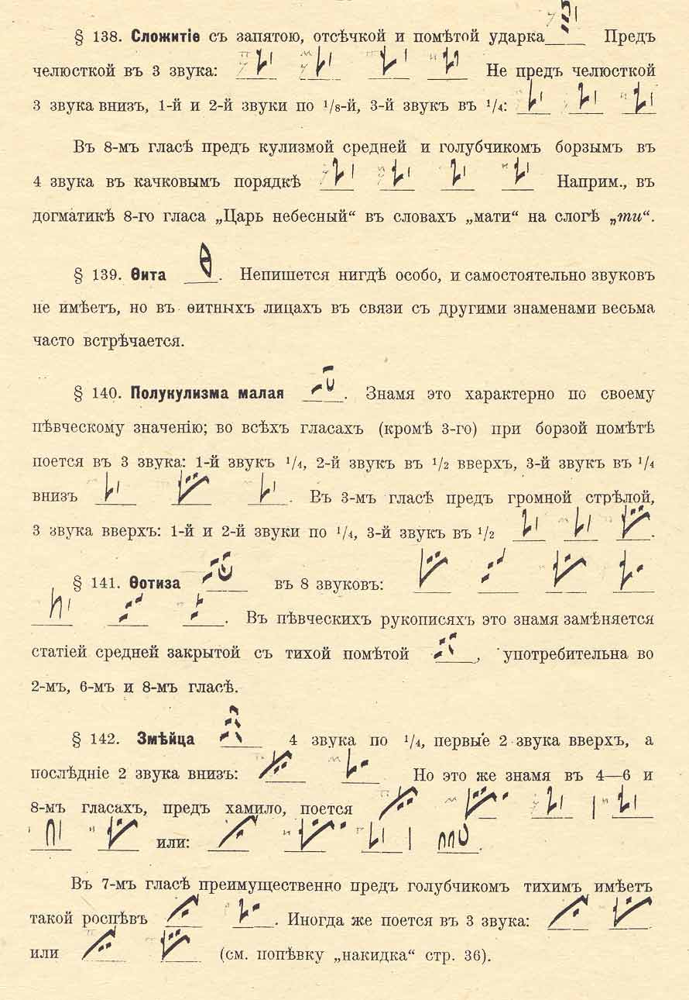 § 138. Сложитіе съ запятою, отсѣчкой и помѣтой ударка Предъ
челюсткой въ 3 звука: Не предъ челюсткой
3 звука внизъ, 1-й и 2-й звуки по 1/8-й, 3-й звукъ въ 1/4:
Въ 8-мъ гласѣ предъ кулизмой средней и голубчикомъ борзымъ въ
4 звука въ качковымъ порядкѣ Наприм., въ
догматикѣ 8-го гласа „Царь небесный“ въ словахъ „мати“ на слогѣ „ти“.
§ 139. Ѳита . Непишется нигдѣ особо, и самостоятельно звуковъ
не имѣетъ, но въ ѳитныхъ лицахъ въ связи съ другими знаменами весьма
часто встрѣчается.
§ 140. Полукулизма малая . Знамя это характерно по своему
пѣвческому значенію; во всѣхъ гласахъ (кромѣ 3-го) при борзой помѣтѣ
поется въ 3 звука: 1-й звукъ 1/4, 2-й звукъ въ 1/2 вверхъ, 3-й звукъ въ 1/4
внизъ . Въ 3-мъ гласѣ предъ громной стрѣлой,
3 звука вверхъ: 1-й и 2-й звуки по 1/4, 3-й звукъ въ 1/2 .
§ 141. Ѳотиза въ 8 звуковъ:
. Въ пѣвческихъ рукописяхъ это знамя замѣняется
статіей средней закрытой съ тихой помѣтой , употребительна во
2-мъ, 6-мъ и 8-мъ гласѣ.
§ 142. Змѣйца 4 звука по 1/4, первые 2 звука вверхъ, а
послѣдніе 2 звука внизъ: Но это же знамя въ 4—6 и
8-мъ гласахъ, предъ хамило, поется
или: .
Въ 7-мъ гласѣ преимущественно предъ голубчикомъ тихимъ имѣетъ
такой роспѣвъ . Иногда же поется въ 3 звука:
или (см. попѣвку „накидка“ стр. 36).